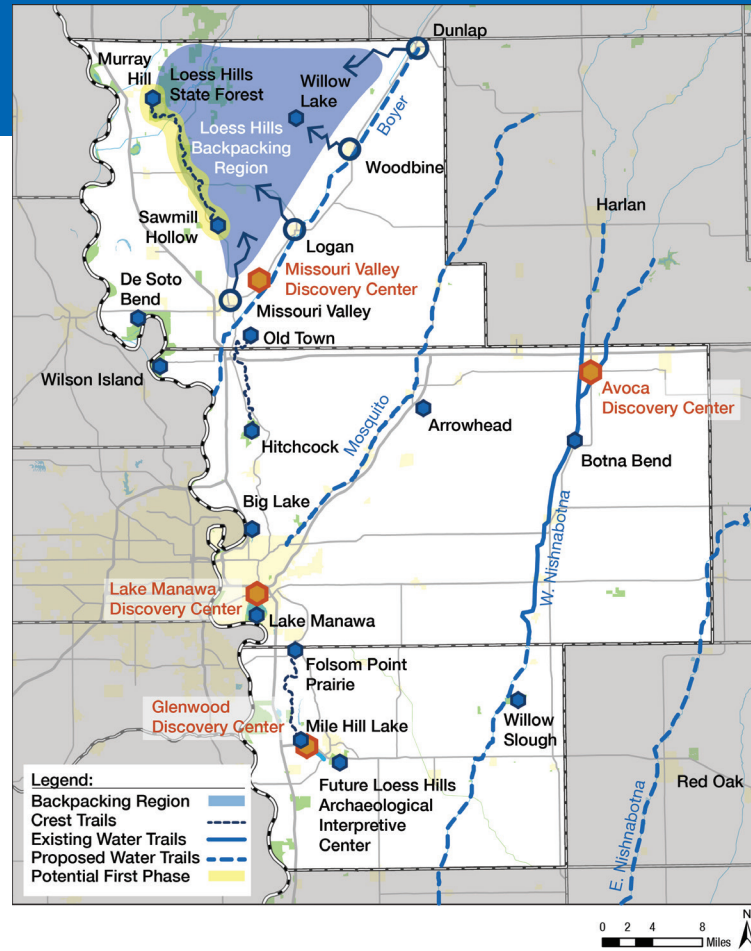 Dunlap
Murray
Hill
Loess Hills
State Forest
Willow
Lake
Boyer
Loess Hills
Backpacking
Region
Woodbine
Harlan
Sawmill
Hollow
Logan
Missouri Valley
Discovery Center
De Soto
Bend
Missouri Valley
Old Town
Wilson Island
Avoca
Discovery Center
Mosquito
Arrowhead
Hitchcock
Botna Bend
Big Lake
W. Nishnabotna
Lake Manawa
Discovery Center
Lake Manawa
Folsom Point
Prairie
Glenwood
Discovery Center
Mile Hill Lake
Willow
Slough
Future Loess Hills
Archaeological
Interpretive
Center
Red Oak
E. Nishnabotna
Legend:
Backpacking Region
Crest Trails
Existing Water Trails
Proposed Water Trails
Potential First Phase
N
0 2 4 8
Miles